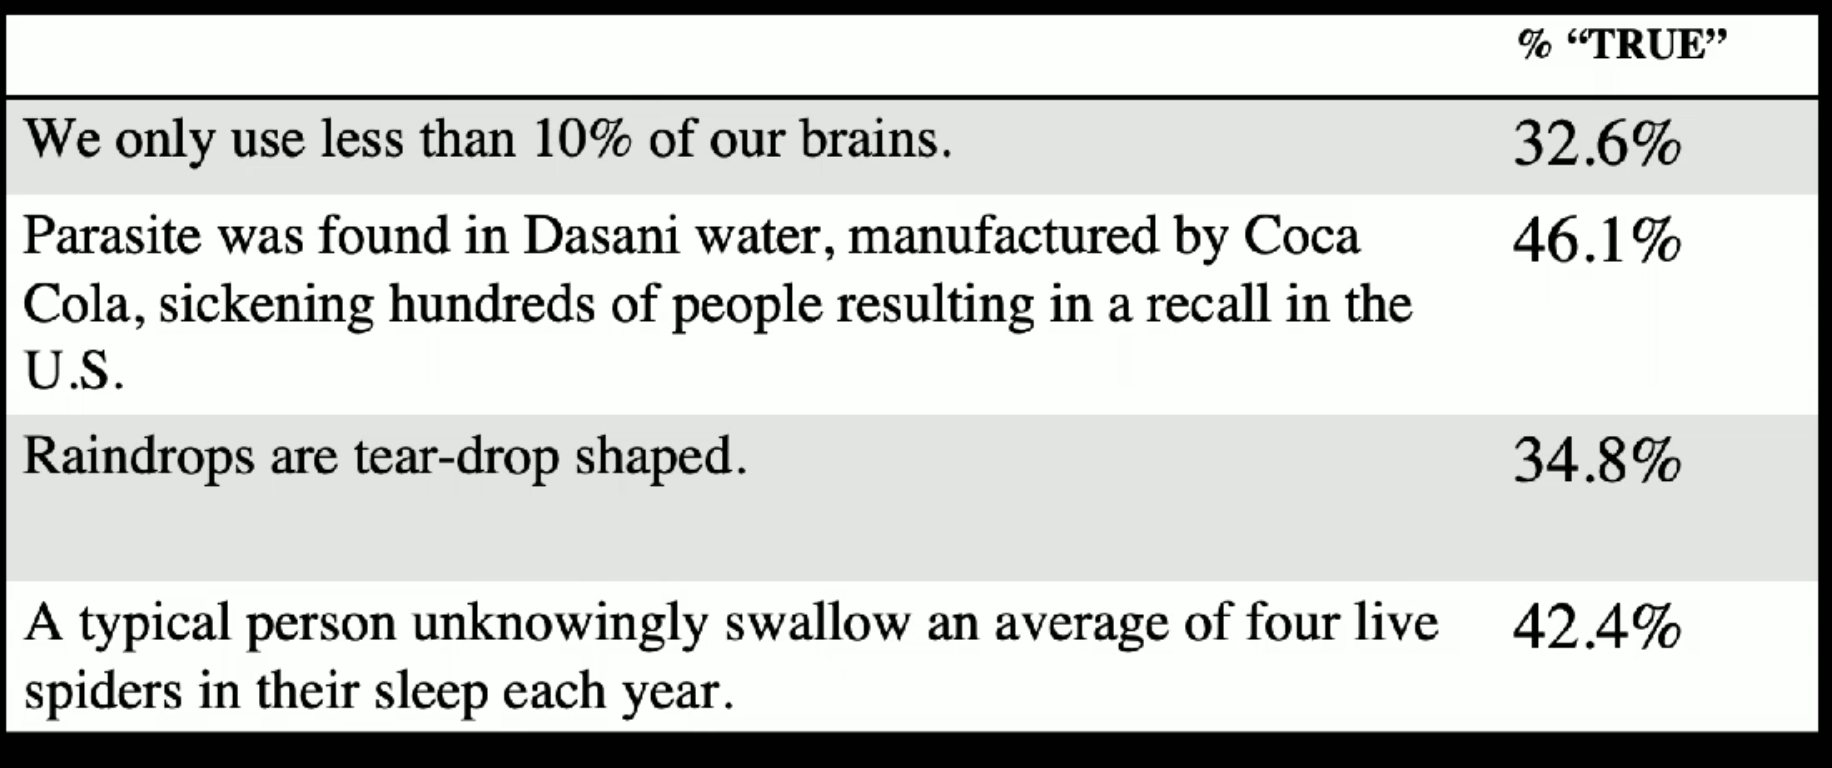 % “TRUE”
We only use less than 10% of our brains. 32.6%
Parasite was found in Dasani water, manufactured by Coca 46.1%
Cola, sickening hundreds of people resulting in a recall in the
U.S.
Raindrops are tear-drop shaped. 34.8%
A typical person unknowingly swallow an average of four live 42.4%
spiders in their sleep each year.